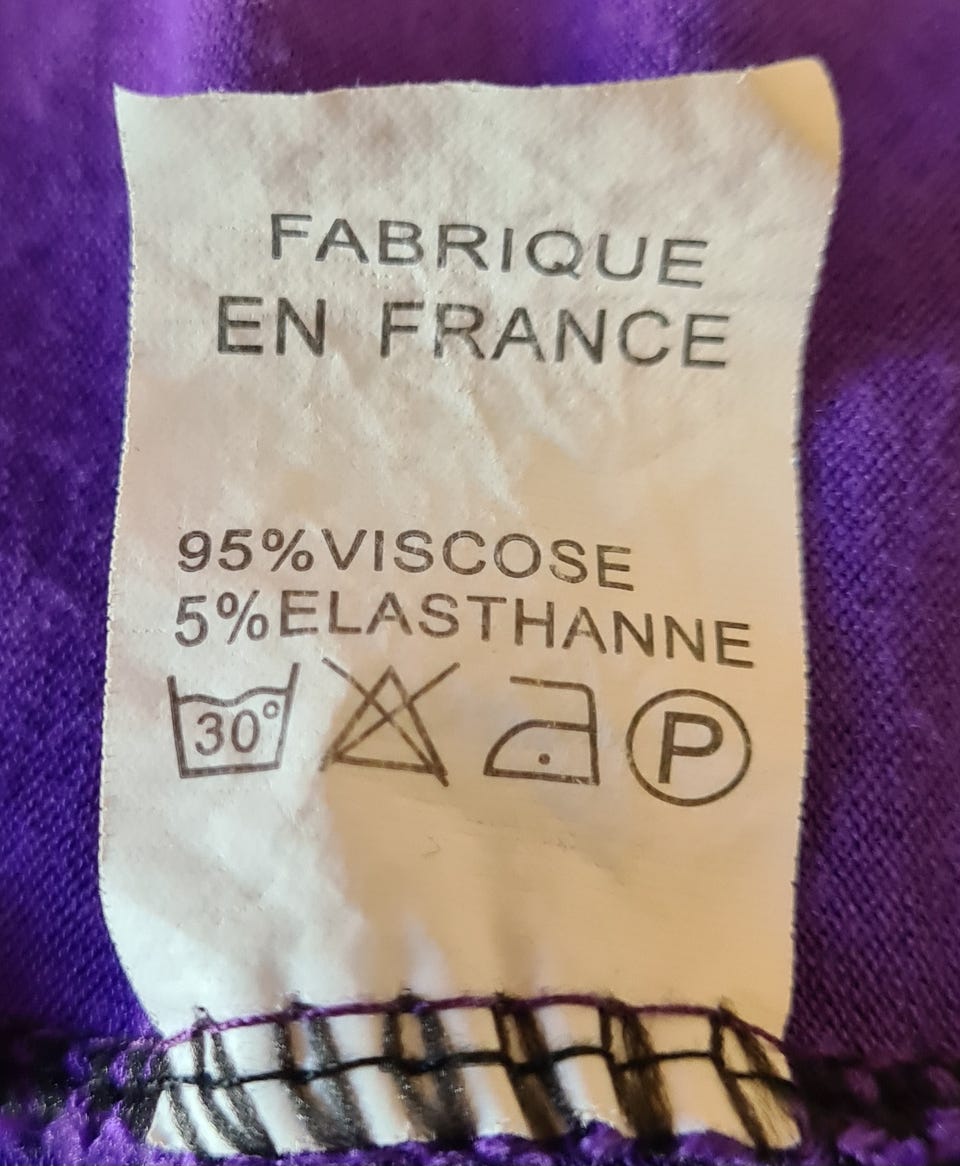 FABRIQUE
EN FRANCE
95%VISCOSE
5%ELASTHANNE
30° P